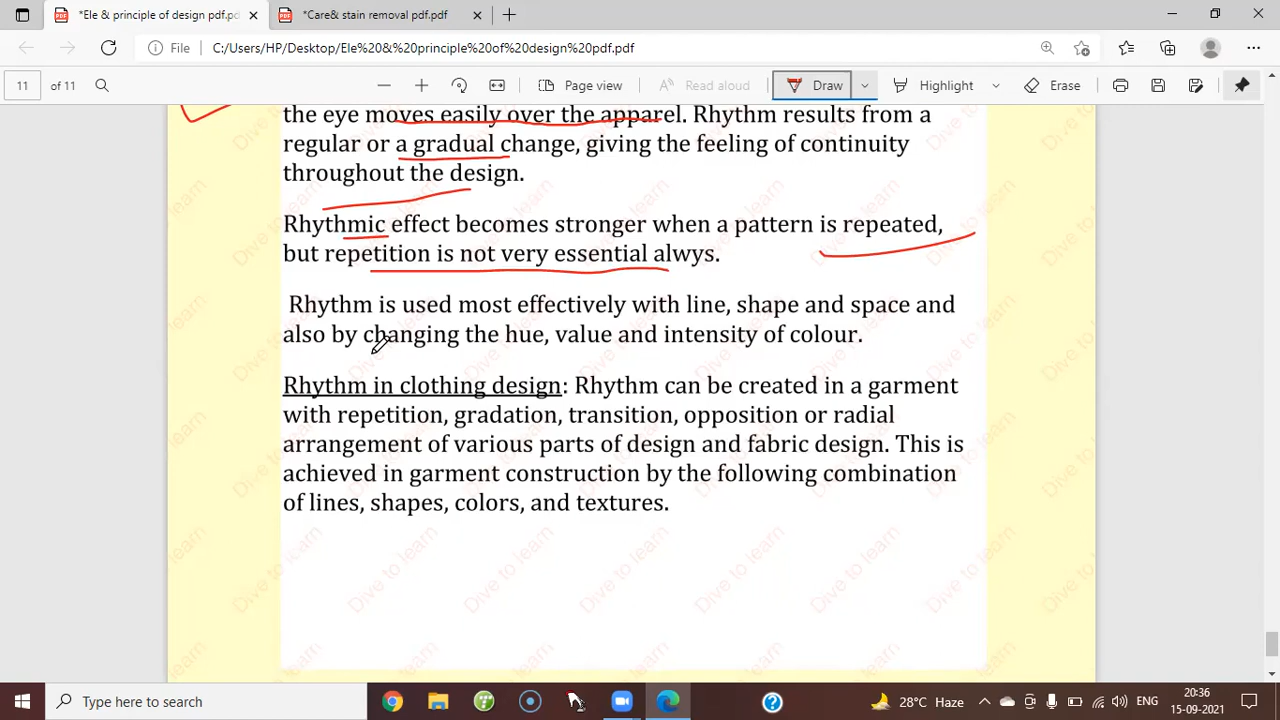 *Ele & principle of design pdf.pdf
*Care& stain removal pdf.pdf
File C:/Users/HP/Desktop/Ele%20&%20principle%20of%20design%20pdf.pdf
11 of 11 Page view Read aloud Draw Highlight Erase
the eye moves easily over the apparel. Rhythm results from a
regular or a gradual change, giving the feeling of continuity
throughout the design.
Rhythmic effect becomes stronger when a pattern is repeated,
but repetition is not very essential alwys.
Rhythm is used most effectively with line, shape and space and
also by changing the hue, value and intensity of colour.
Rhythm in clothing design: Rhythm can be created in a garment
with repetition, gradation, transition, opposition or radial
arrangement of various parts of design and fabric design. This is
achieved in garment construction by the following combination
of lines, shapes, colors, and textures.
Dive to learn
Type here to search
28°C Haze
ENG
20:36
15-09-2021